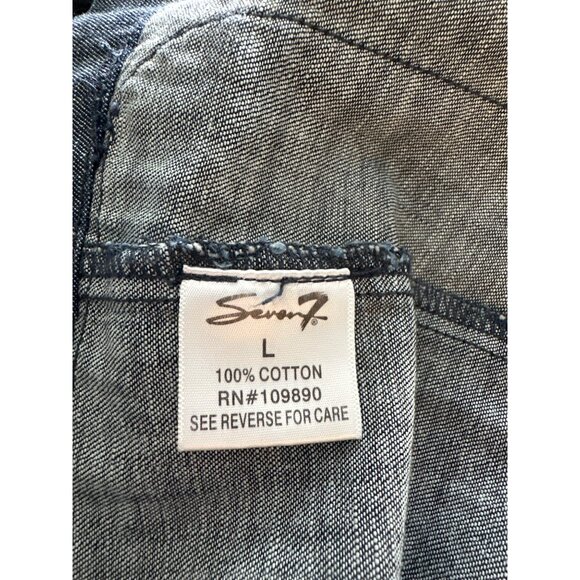 Seven7®
L
100% COTTON
RN#109890
SEE REVERSE FOR CARE